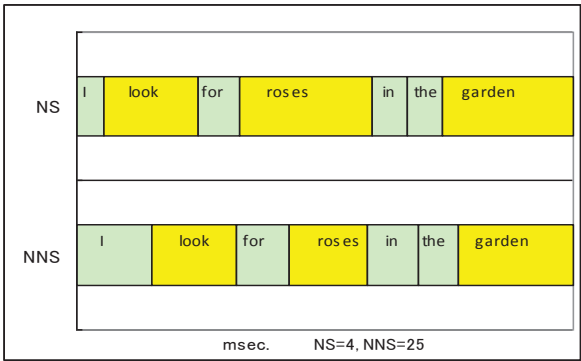 NS I look for roses in the garden
NNS I look for roses in the garden
msec. NS=4, NNS=25